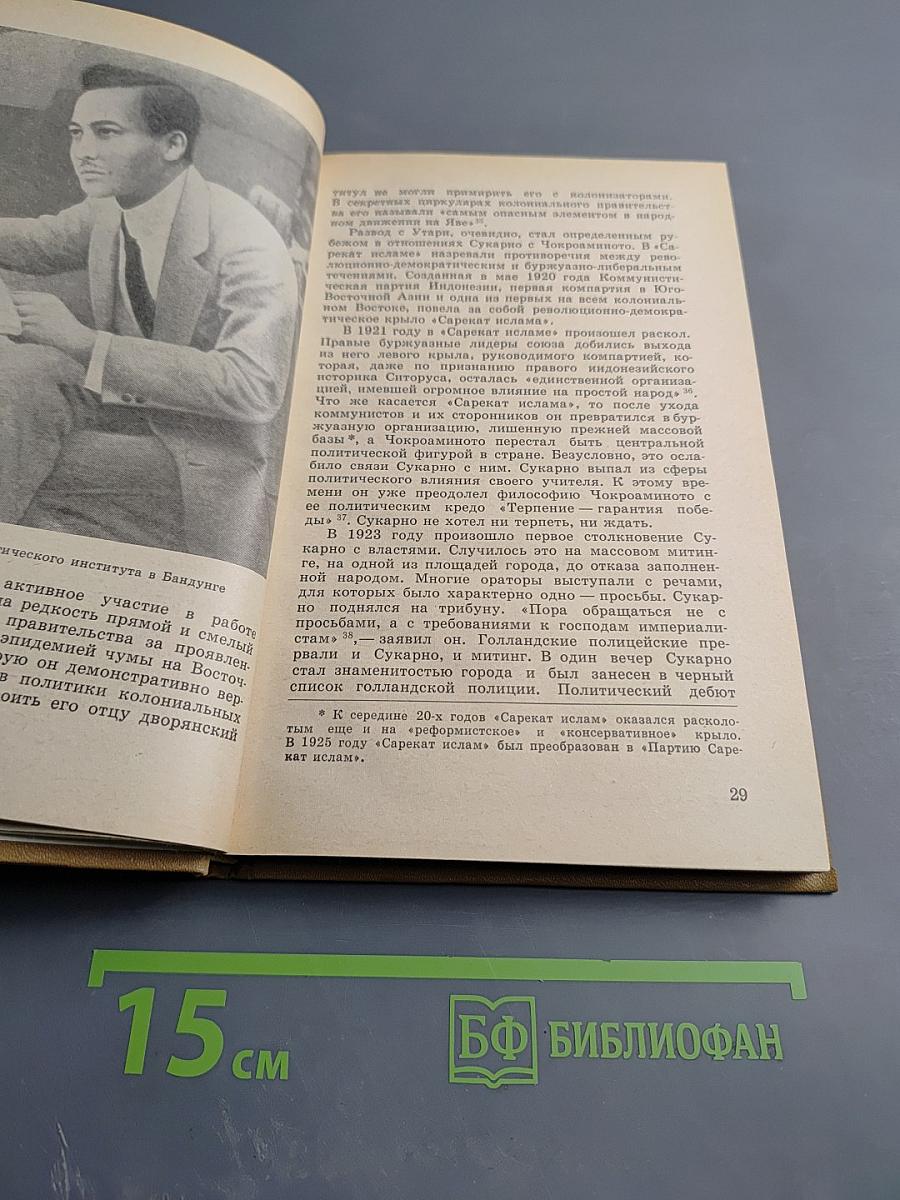 тического института в Бандунге
активное участие в работе
на редкость прямой и смелый
правительства за проявлен-
эпидемией чумы на Восточ-
рую он демонстративно вер-
в политики колониальных
оить его отцу дворянский
титул не могли примирить его с колонизаторами.
В секретных циркулярах колониального правительст-
ва его называли «самым опасным элементом в народ-
ном движении на Яве» 35.
Развод с Утари, очевидно, стал определенным ру-
бежом в отношениях Сукарно с Чокроаминото. В «Са-
рекат исламе» назревали противоречия между рево-
люционно-демократическим и буржуазно-либеральным
течениями. Созданная в мае 1920 года Коммунисти-
ческая партия Индонезии, первая компартия в Юго-
Восточной Азии и одна из первых на всем колониаль-
ном Востоке, повела за собой революционно-демокра-
тическое крыло «Сарекат ислама».
В 1921 году в «Сарекат исламе» произошел раскол.
Правые буржуазные лидеры союза добились выхода
из него левого крыла, руководимого компартией, ко-
торая, даже по признанию правого индонезийского
историка Ситоруса, осталась «единственной организа-
цией, имевшей огромное влияние на простой народ» 36.
Что же касается «Сарекат ислама», то после ухода
коммунистов и их сторонников он превратился в бур-
жуазную организацию, лишенную прежней массовой
базы *, а Чокроаминото перестал быть центральной
политической фигурой в стране. Безусловно, это осла-
било связи Сукарно с ним. Сукарно выпал из сферы
политического влияния своего учителя. К этому вре-
мени он уже преодолел философию Чокроаминото с
ее политическим кредо «Терпение — гарантия побе-
ды» 37. Сукарно не хотел ни терпеть, ни ждать.
В 1923 году произошло первое столкновение Су-
карно с властями. Случилось это на массовом митин-
ге, на одной из площадей города, до отказа заполнен-
ной народом. Многие ораторы выступали с речами,
для которых было характерно одно — просьбы. Сукар-
но поднялся на трибуну. «Пора обращаться не с
просьбами, а с требованиями к господам империали-
стам» 38,— заявил он. Голландские полицейские пре-
рвали и Сукарно, и митинг. В один вечер Сукарно
стал знаменитостью города и был занесен в черный
список голландской полиции. Политический дебют
* К середине 20-х годов «Сарекат ислам» оказался расколо-
тым еще и на «реформистское» и «консервативное» крыло.
В 1925 году «Сарекат ислам» был преобразован в «Партию Саре-
кат ислам».
29
15 см
БФ БИБЛИОФАН